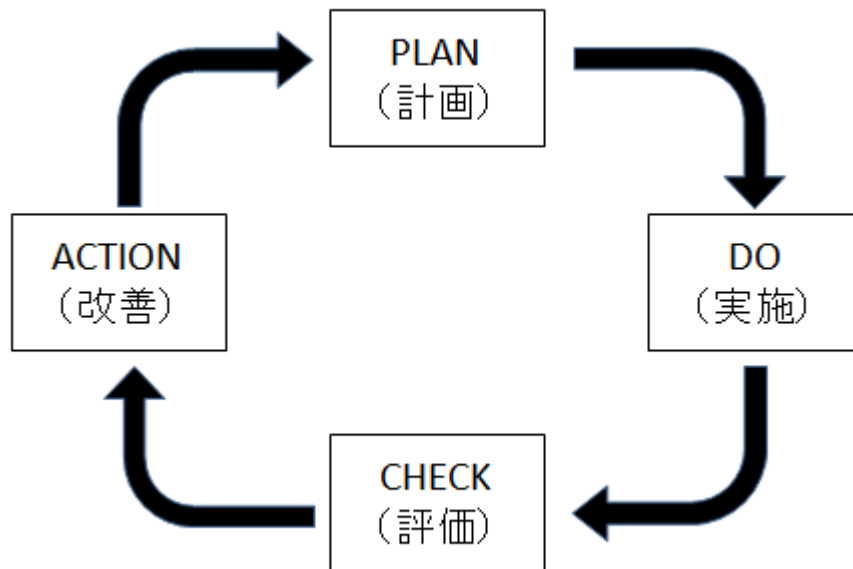 PLAN
（計画）
DO
（実施）
CHECK
（評価）
ACTION
（改善）